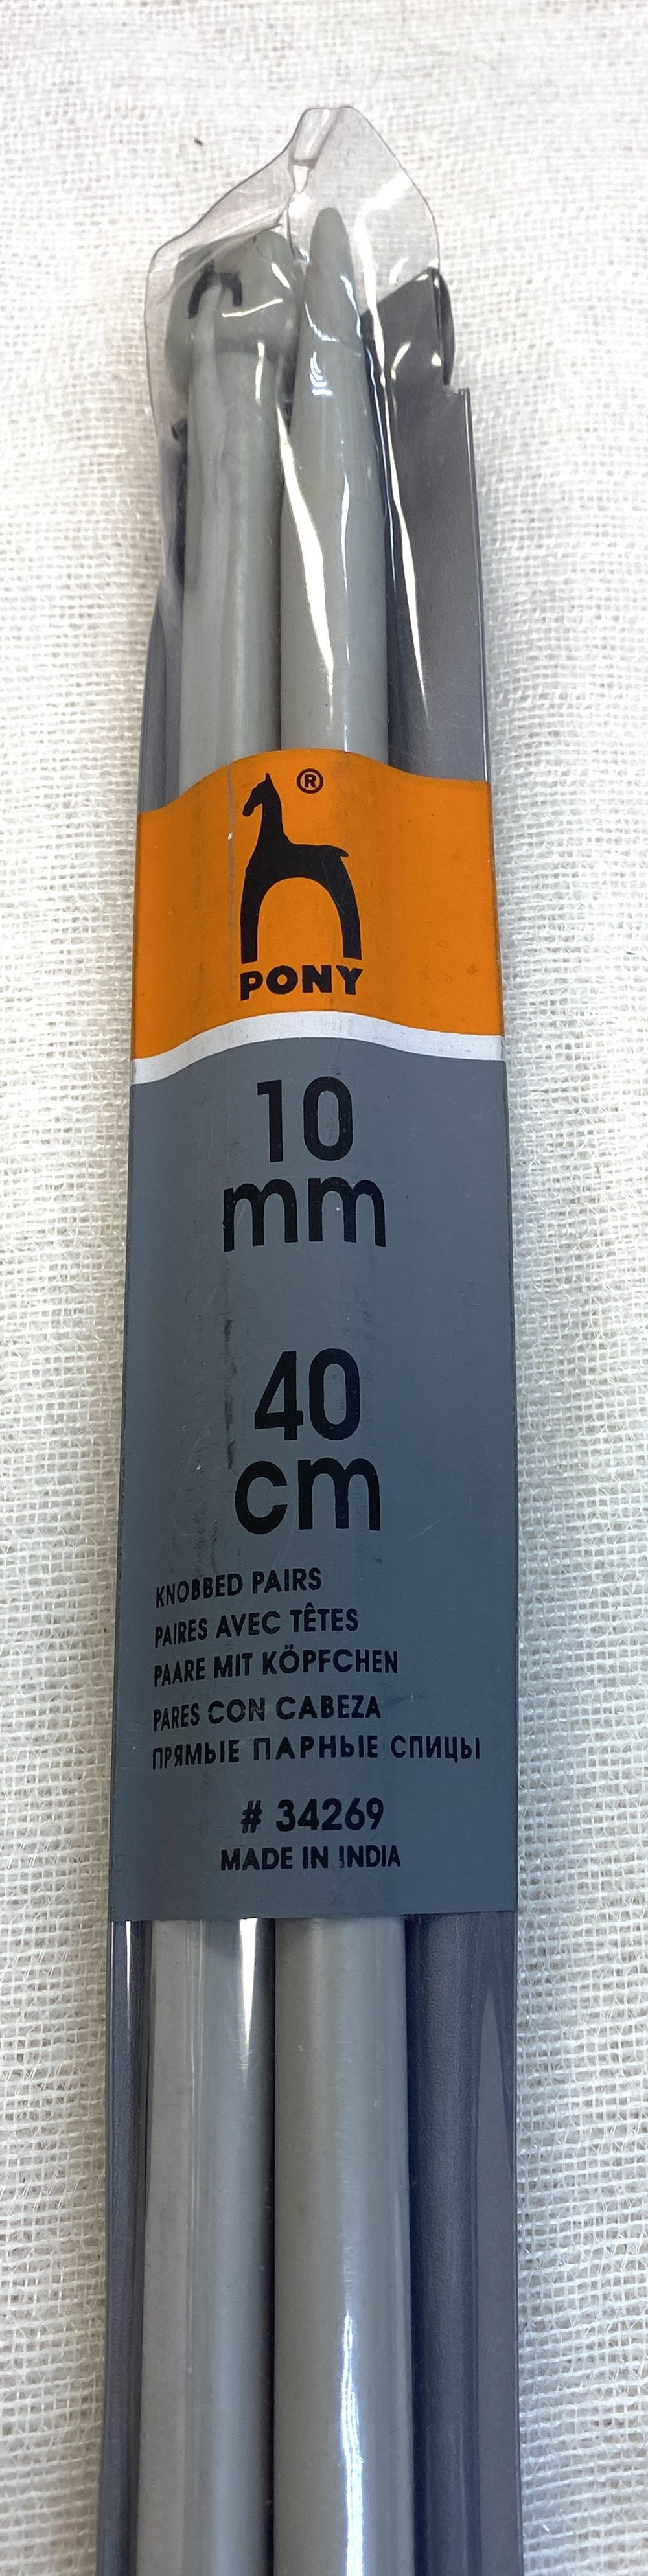 ®
PONY
10
mm
40
cm
KNOBBED PAIRS
PAIRES AVEC TÊTES
PAARE MIT KÖPFCHEN
PARES CON CABEZA
ПРЯМЫЕ ПАРНЫЕ СПИЦЫ
# 34269
MADE IN INDIA